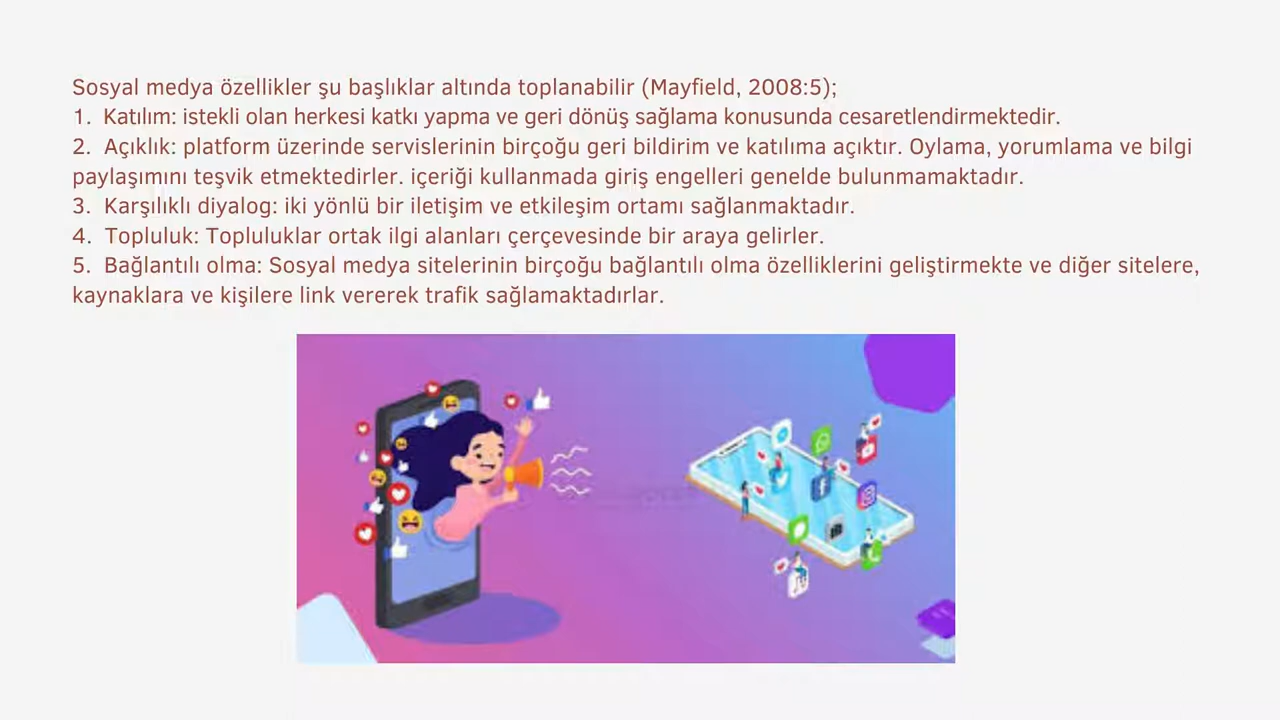 Sosyal medya özellikler şu başlıklar altında toplanabilir (Mayfield, 2008:5);
1. Katılım: istekli olan herkesi katkı yapma ve geri dönüş sağlama konusunda cesaretlendirmektedir.
2. Açıklık: platform üzerinde servislerinin birçoğu geri bildirim ve katılıma açıktır. Oylama, yorumlama ve bilgi
paylaşımını teşvik etmektedirler. içeriği kullanmada giriş engelleri genelde bulunmamaktadır.
3. Karşılıklı diyalog: iki yönlü bir iletişim ve etkileşim ortamı sağlanmaktadır.
4. Topluluk: Topluluklar ortak ilgi alanları çerçevesinde bir araya gelirler.
5. Bağlantılı olma: Sosyal medya sitelerinin birçoğu bağlantılı olma özelliklerini geliştirmekte ve diğer sitelere,
kaynaklara ve kişilere link vererek trafik sağlamaktadırlar.